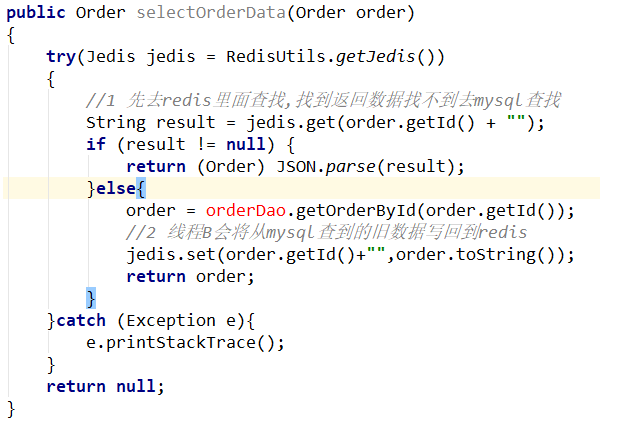 public Order selectOrderData(Order order)
{
    try(Jedis jedis = RedisUtils.getJedis())
    {
        //1 先去redis里面查找,找到返回数据找不到去mysql查找
        String result = jedis.get(order.getId() + "");
        if (result != null) {
            return (Order) JSON.parse(result);
        }else{
            order = orderDao.getOrderById(order.getId());
            //2 线程B会将从mysql查到的旧数据写回到redis
            jedis.set(order.getId()+"",order.toString());
            return order;
        }
    }catch (Exception e){
        e.printStackTrace();
    }
    return null;
}